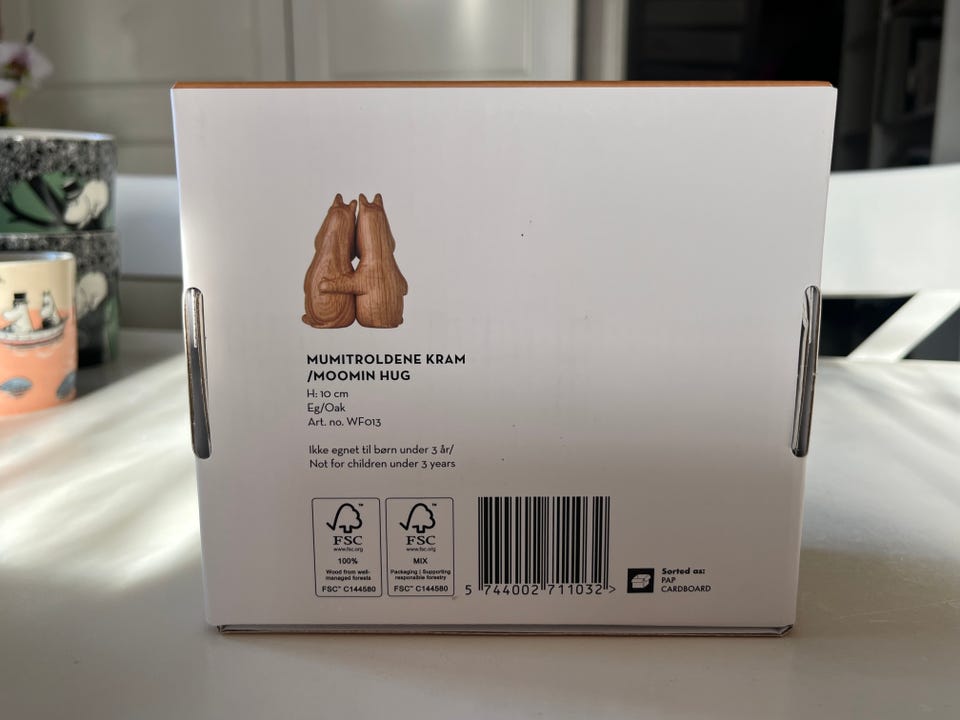 MUMITROLDENE KRAM
/MOOMIN HUG
H: 10 cm
Eg/Oak
Art. no. WF013
Ikke egnet til børn under 3 år/
Not for children under 3 years
FSC
www.fsc.org
100%
Wood from well-
managed forests
FSC™ C144580
FSC
www.fsc.org
MIX
Packaging | Supporting
responsible forestry
FSC™ C144580
5 744002 711032 >
Sorted as:
PAP
CARDBOARD